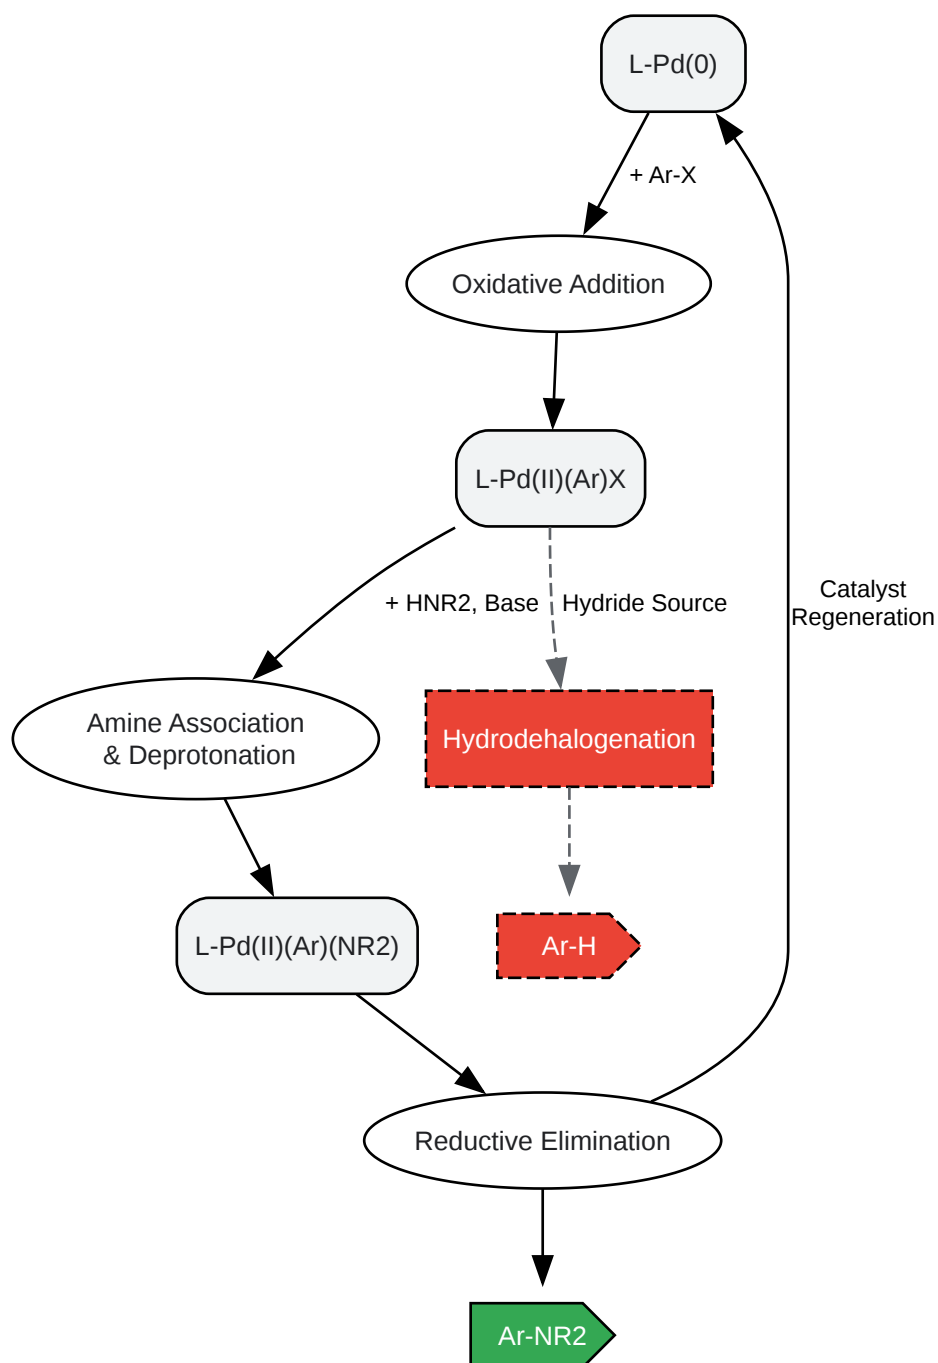 L-Pd(0)
+ Ar-X
Oxidative Addition
L-Pd(II)(Ar)X
+ HNR2, Base
Hydride Source
Catalyst
Regeneration
Amine Association
& Deprotonation
Hydrodehalogenation
L-Pd(II)(Ar)(NR2)
Ar-H
Reductive Elimination
Ar-NR2